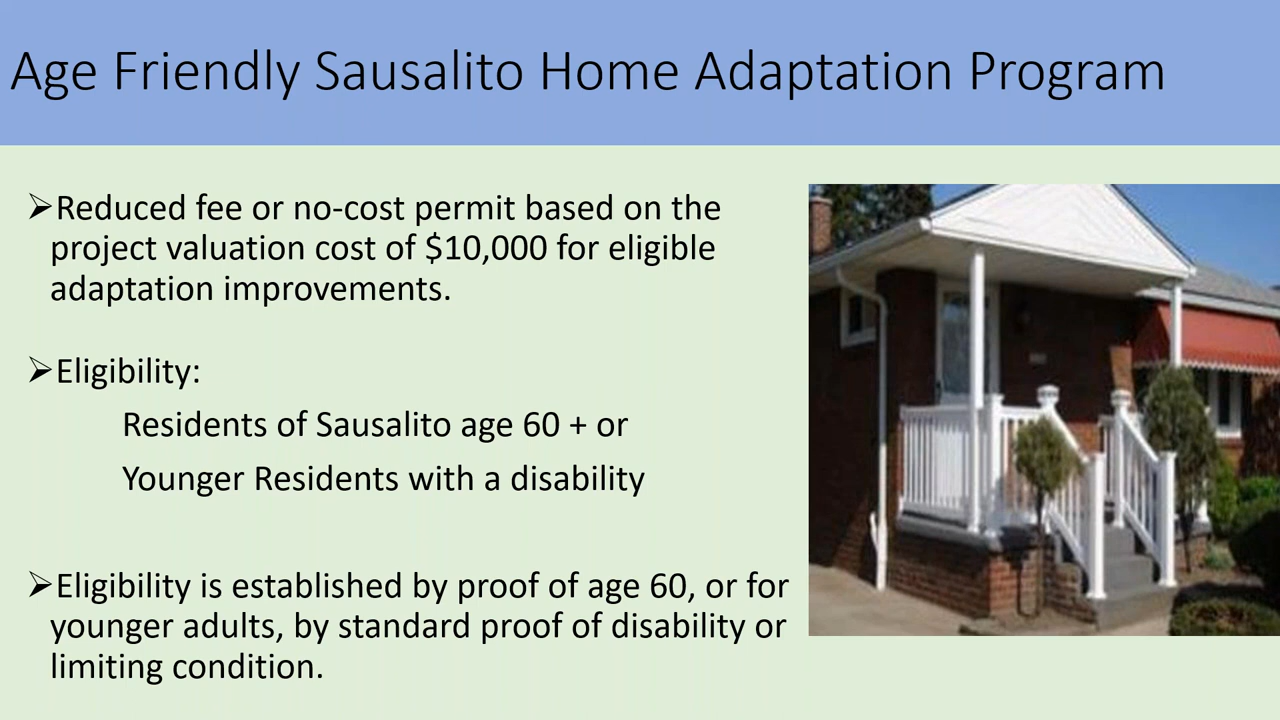 Age Friendly Sausalito Home Adaptation Program
➢Reduced fee or no-cost permit based on the
project valuation cost of $10,000 for eligible
adaptation improvements.
➢Eligibility:
Residents of Sausalito age 60 + or
Younger Residents with a disability
➢Eligibility is established by proof of age 60, or for
younger adults, by standard proof of disability or
limiting condition.